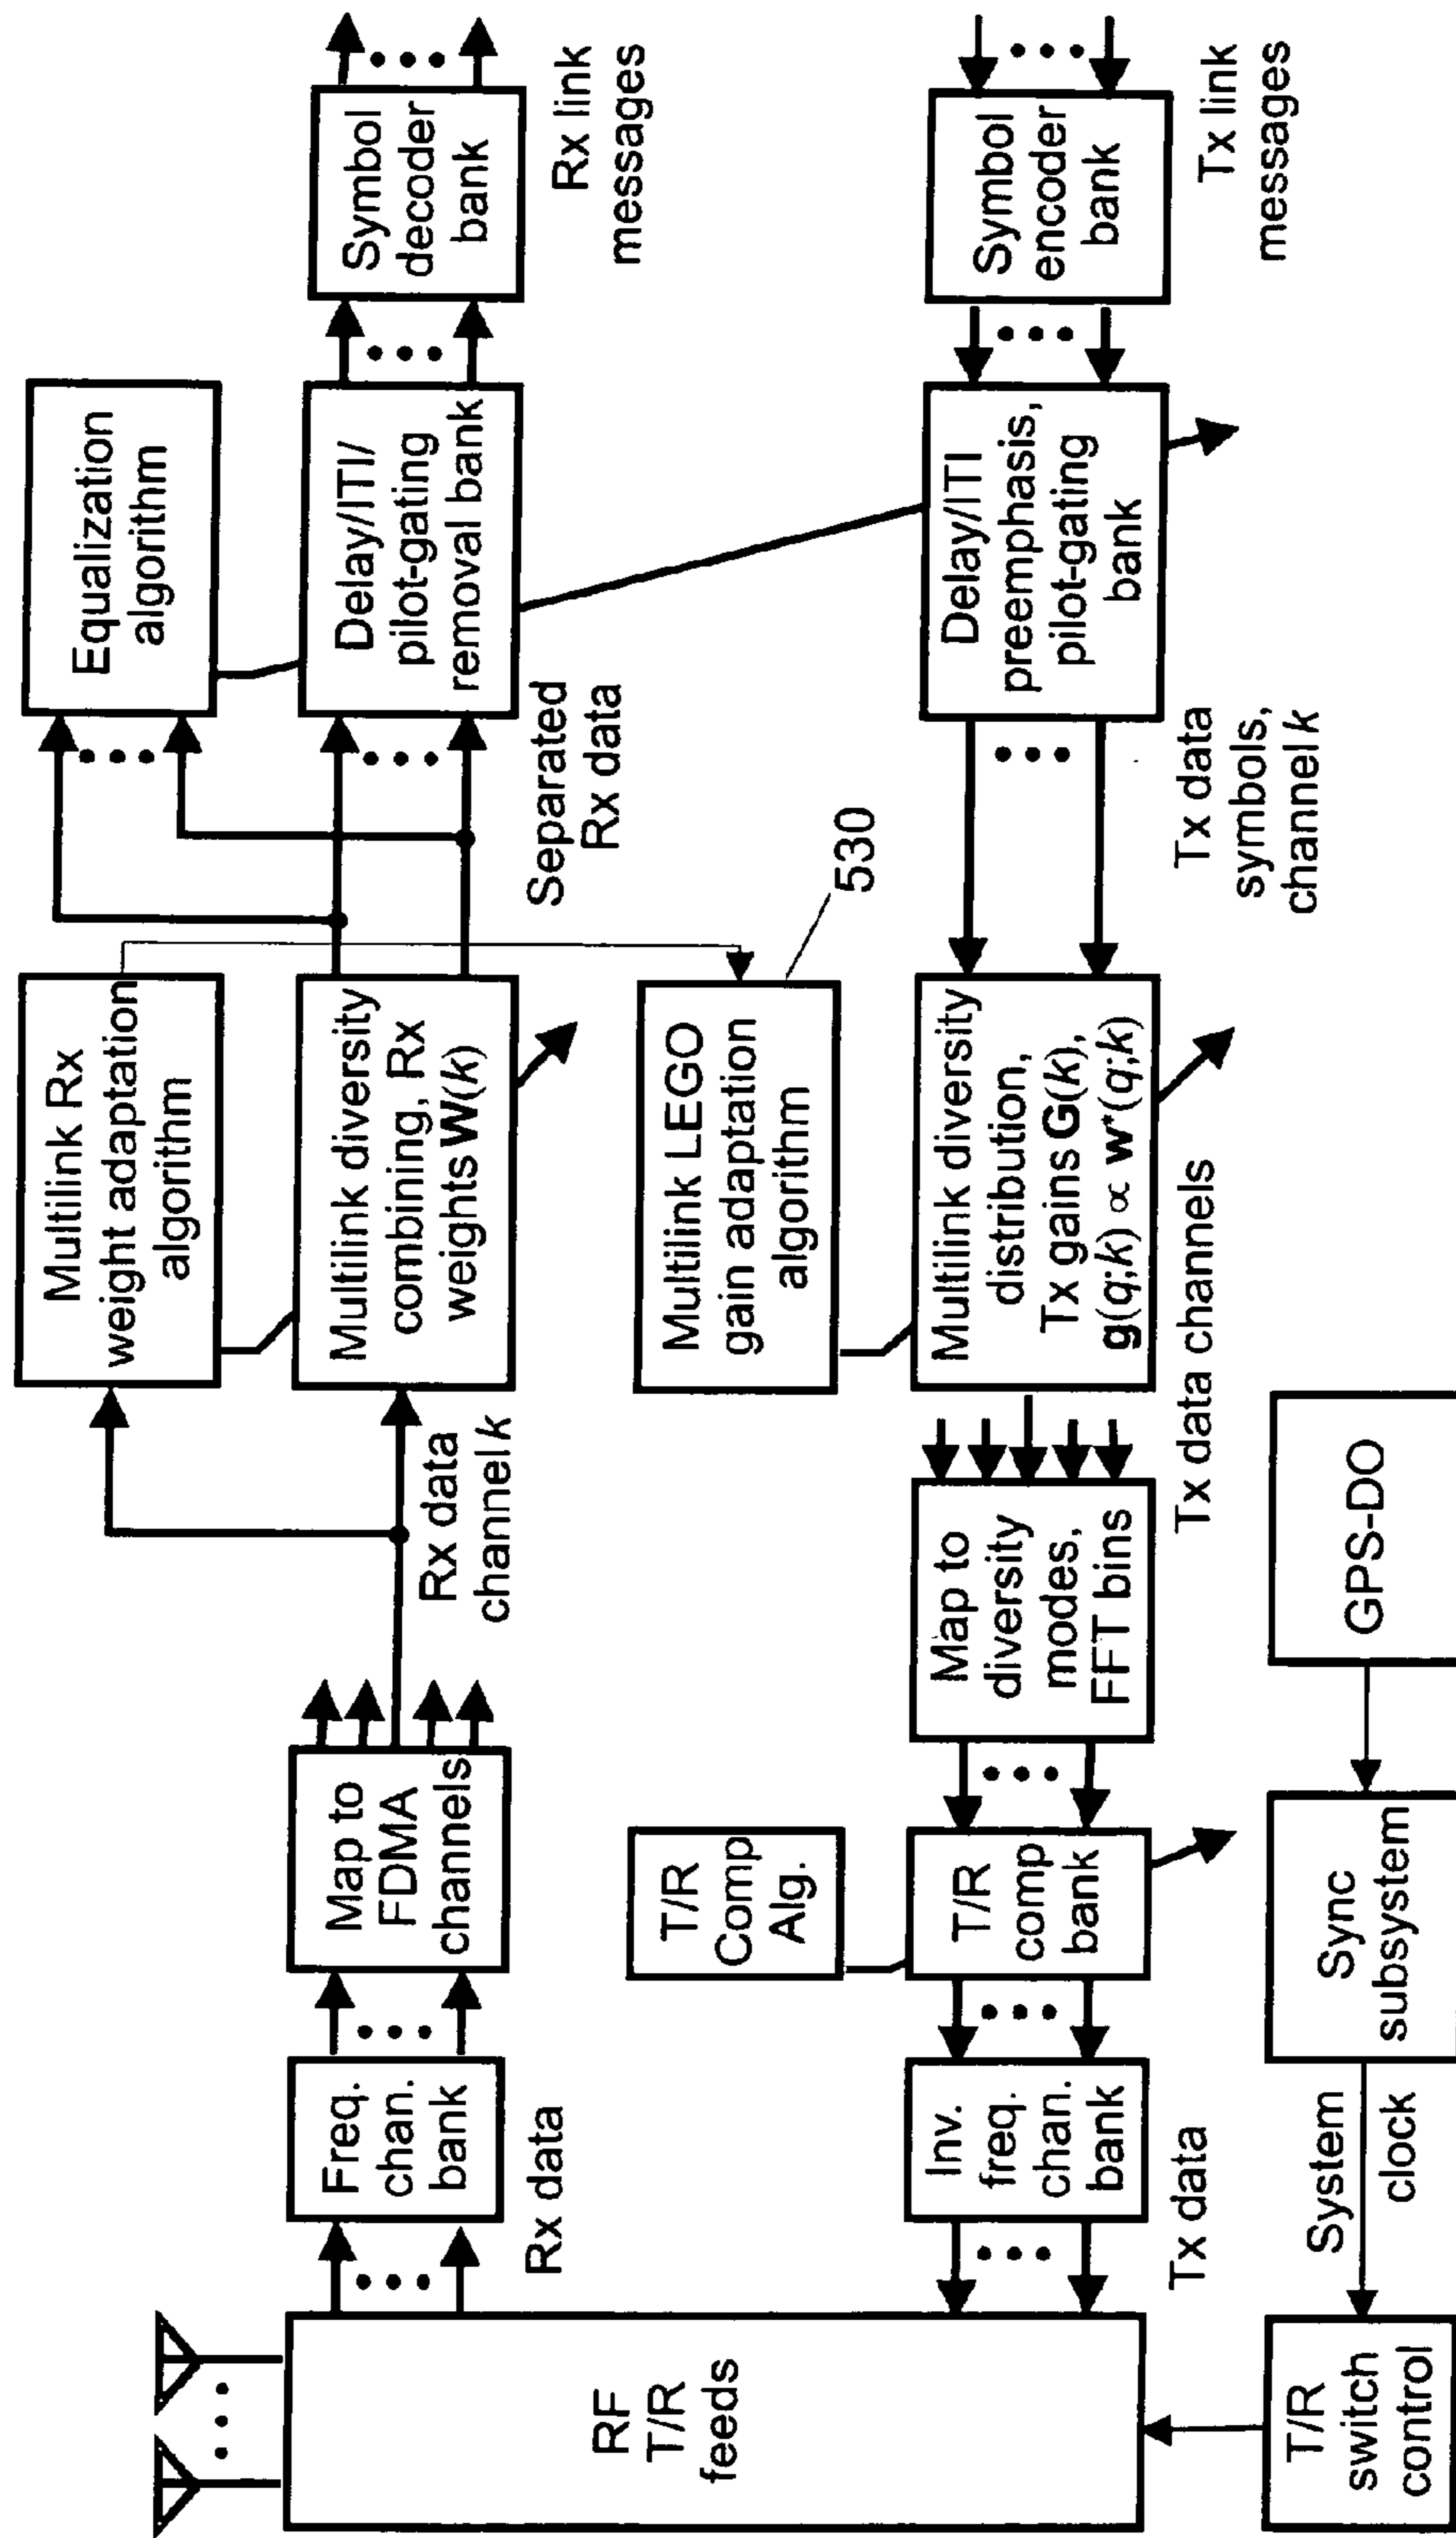 RF
T/R
feeds
Rx data
Freq.
chan.
bank
Map to
FDMA
channels
Rx data
channel k
Multilink Rx
weight adaptation
algorithm
Multilink diversity
combining, Rx
weights W(k)
Separated
Rx data
Equalization
algorithm
Delay/ITI/
pilot-gating
removal bank
Symbol
decoder
bank
Rx link
messages
Multilink LEGO
gain adaptation
algorithm
530
T/R
Comp
Alg.
Tx data
Inv.
freq.
chan.
bank
T/R
comp
bank
Map to
diversity
modes,
FFT bins
Tx data channels
Multilink diversity
distribution,
Tx gains G(k),
g(q;k) ∝ w*(q;k)
Tx data
symbols,
channel k
Delay/ITI
preemphasis,
pilot-gating
bank
Symbol
encoder
bank
Tx link
messages
T/R
switch
control
System
clock
Sync
subsystem
GPS-DO